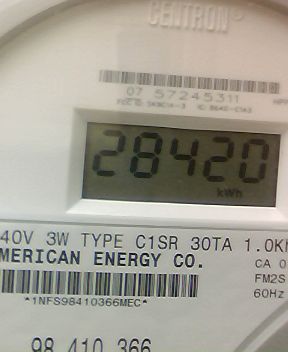 CENTRON®
07 57245311
28420
kWh
40V 3W TYPE C1SR 30TA 1.0K
MERICAN ENERGY CO.
CA 0
FM2S
60Hz
*1NFS98410366MEC*
98 410 366